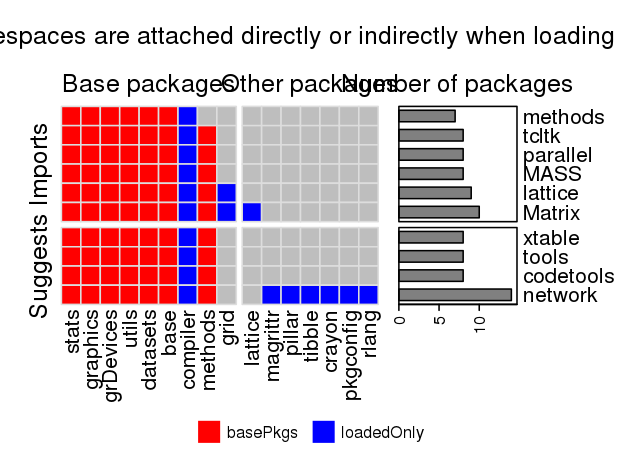 espaces are attached directly or indirectly when loading
Base packages
Other packages
Number of packages
Imports
Suggests
methods
tcltk
parallel
MASS
lattice
Matrix
xtable
tools
codetools
network
0
5
10
stats
graphics
grDevices
utils
datasets
base
compiler
methods
grid
lattice
magrittr
pillar
tibble
crayon
pkgconfig
rlang
basePkgs
loadedOnly